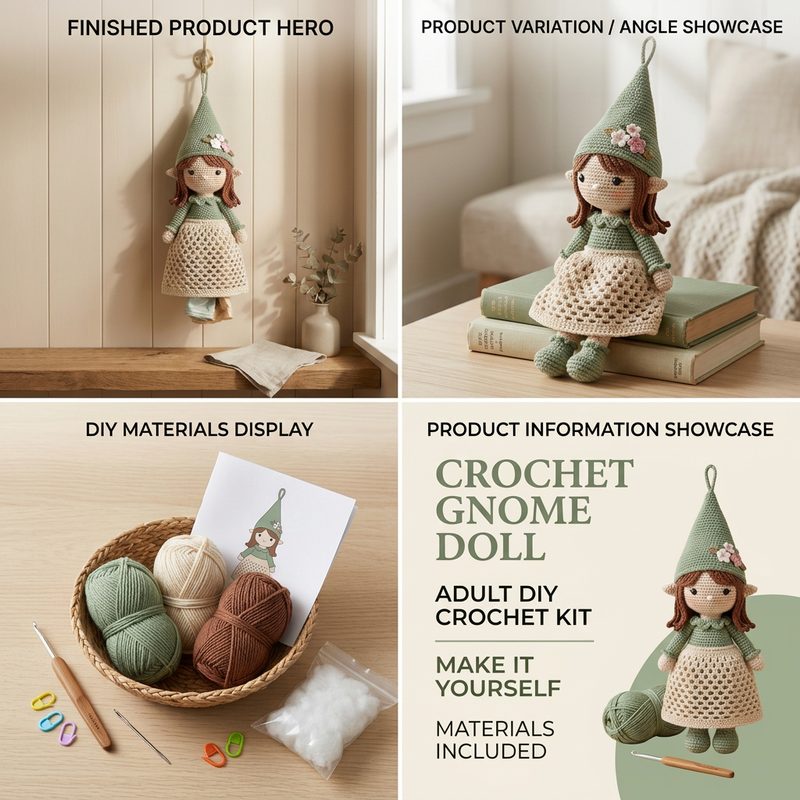 FINISHED PRODUCT HERO
PRODUCT VARIATION / ANGLE SHOWCASE
DIY MATERIALS DISPLAY
PRODUCT INFORMATION SHOWCASE
CROCHET
GNOME
DOLL
ADULT DIY
CROCHET KIT
MAKE IT
YOURSELF
MATERIALS
INCLUDED